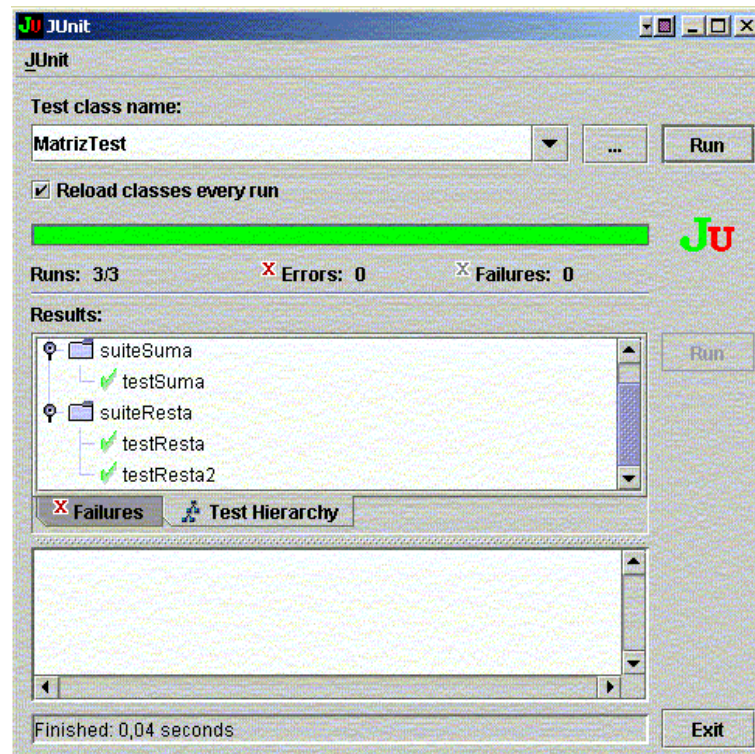 JU JUnit
JUnit
Test class name:
MatrizTest
... Run
Reload classes every run
JU
Runs: 3/3 X Errors: 0 X Failures: 0
Results:
Run
suiteSuma
testSuma
suiteResta
testResta
testResta2
X Failures Test Hierarchy
Finished: 0,04 seconds
Exit